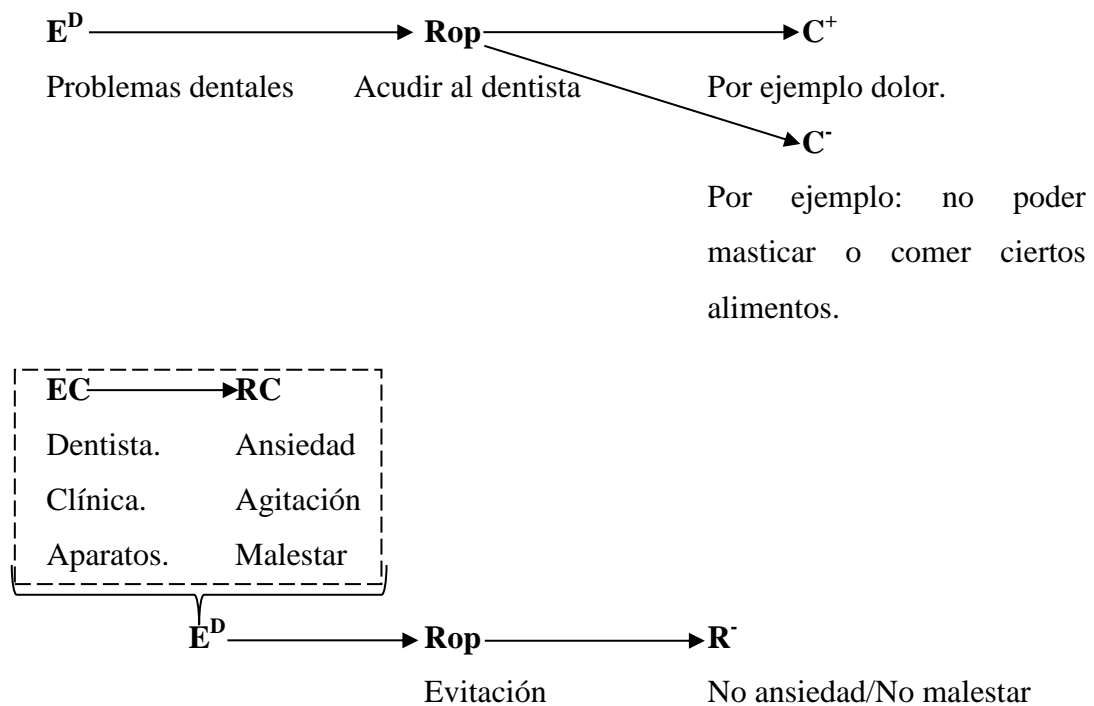 E^D Rop C^+
Problemas dentales Acudir al dentista Por ejemplo dolor.
C^-
Por ejemplo: no poder
masticar o comer ciertos
alimentos.
EC RC
Dentista. Ansiedad
Clínica. Agitación
Aparatos. Malestar
E^D Rop R^-
Evitación No ansiedad/No malestar